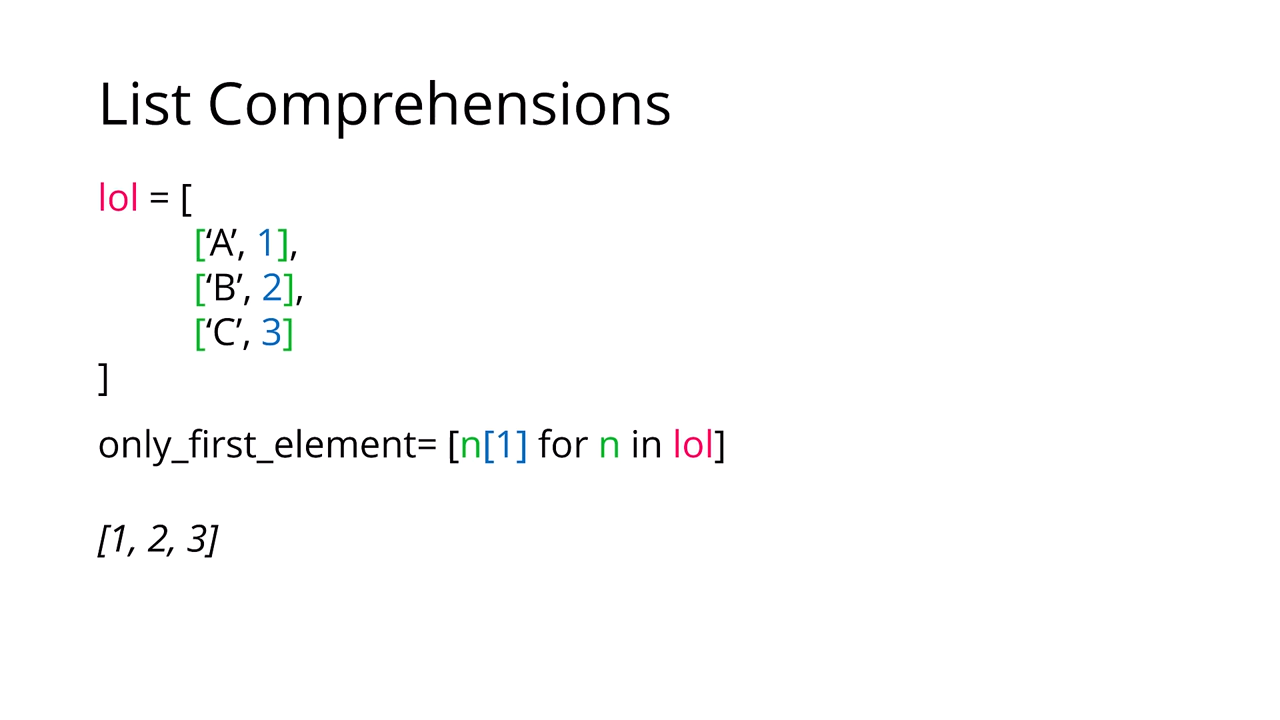 List Comprehensions
lol = [
[‘A’, 1],
[‘B’, 2],
[‘C’, 3]
]
only_first_element= [n[1] for n in lol]
[1, 2, 3]